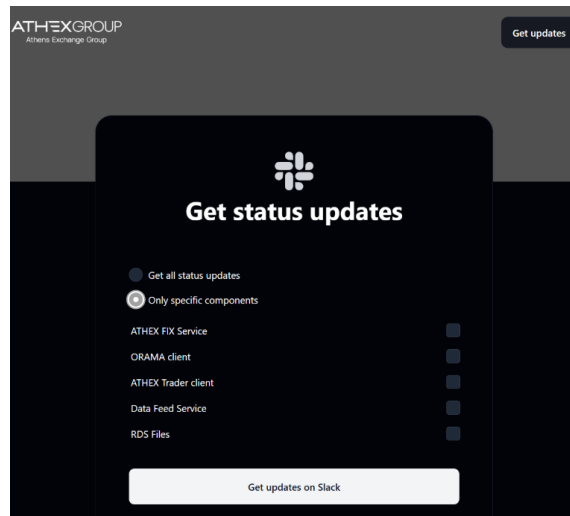 ATHEXGROUP
Athens Exchange Group
Get updates
Get status updates
Get all status updates
Only specific components
ATHEX FIX Service
ORAMA client
ATHEX Trader client
Data Feed Service
RDS Files
Get updates on Slack